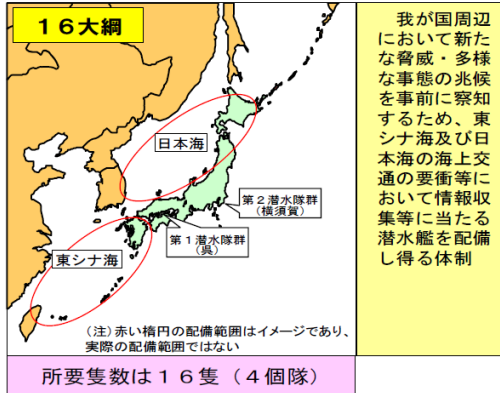 １６大綱
日本海
第２潜水隊群
（横須賀）
第１潜水隊群
（呉）
東シナ海
（注）赤い楕円の配備範囲はイメージであり、
実際の配備範囲ではない
所要隻数は１６隻（４個隊）
我が国周辺
において新た
な脅威・多様
な事態の兆候
を事前に察知
するため、東
シナ海及び日
本海の海上交
通の要衝等に
おいて情報収
集等に当たる
潜水艦を配備
し得る体制